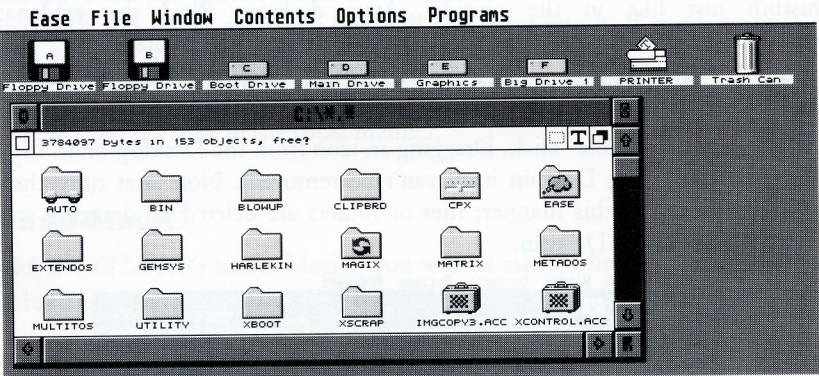 Ease File Window Contents Options Programs
A B C D E F
Floppy Drive Floppy Drive Boot Drive Main Drive Graphics Big Drive 1 PRINTER Trash Can
C:\*.*
3784097 bytes in 153 objects, free? T
AUTO BIN BLOWUP CLIPBRD CPX EASE
EXTENDOS GEMSYS HARLEKIN MAGIX MATRIX METADOS
MULTITOS UTILITY XBOOT XSCRAP IMGCOPY3.ACC XCONTROL.ACC